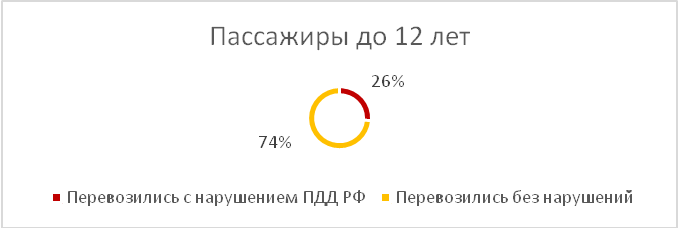 Пассажиры до 12 лет
26%
74%
Перевозились с нарушением ПДД РФ
Перевозились без нарушений